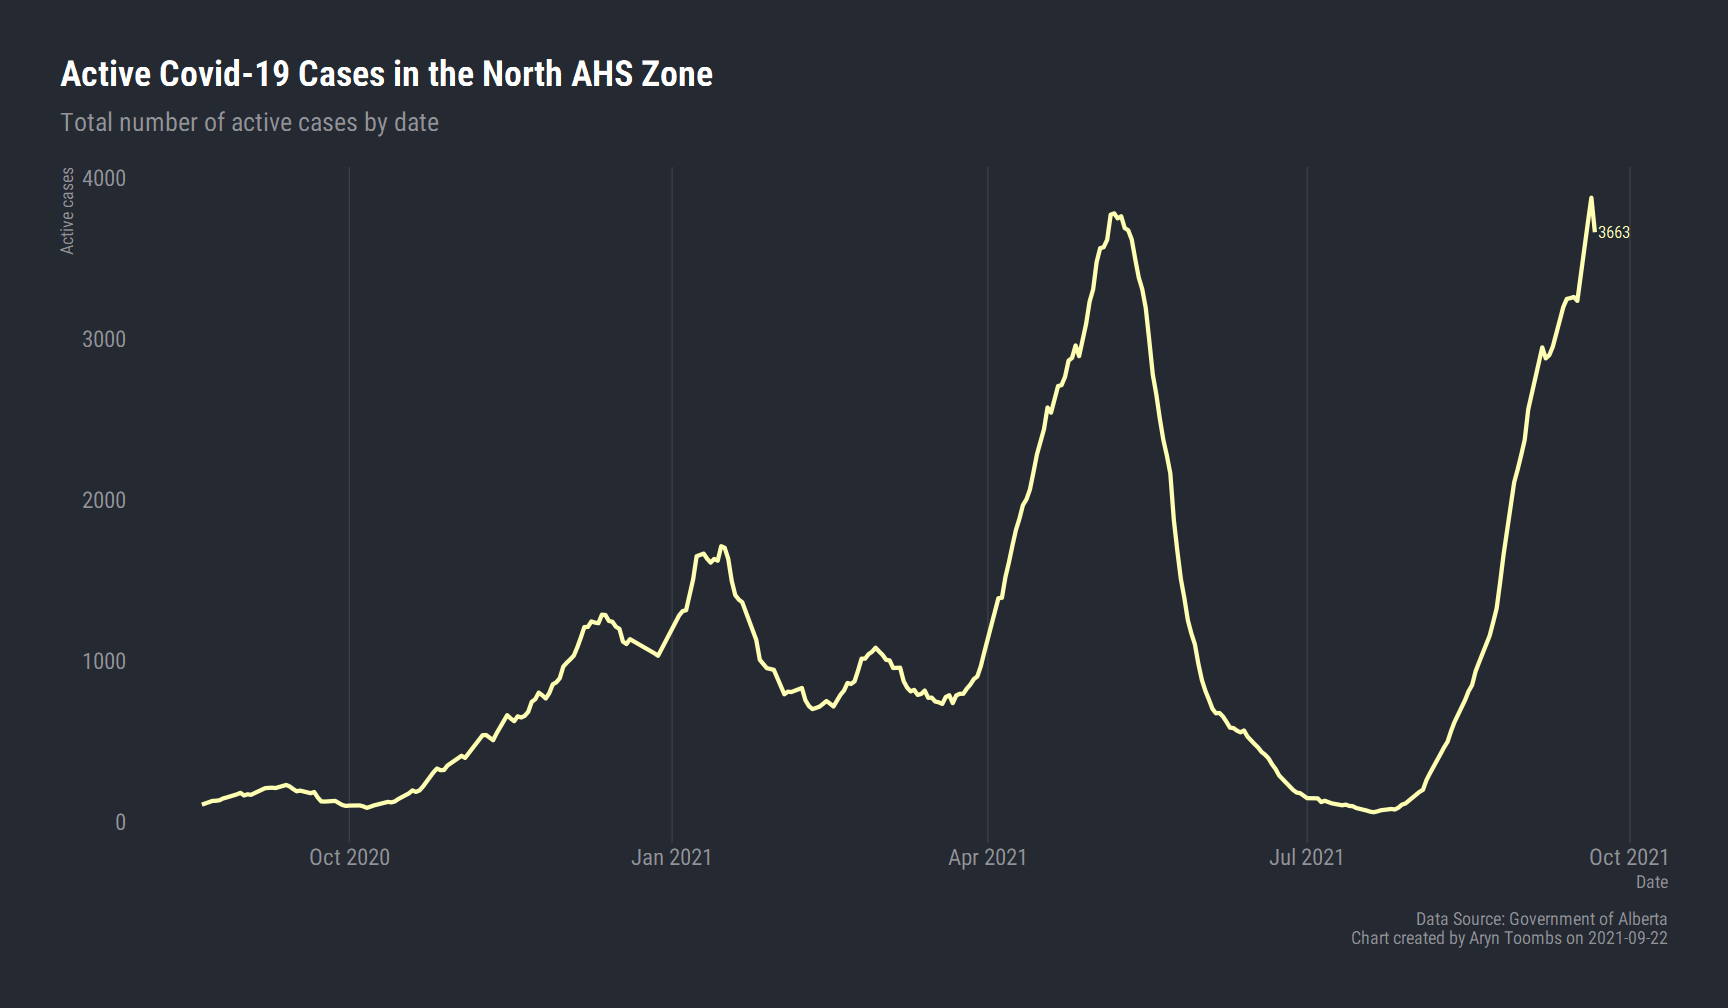 Active Covid-19 Cases in the North AHS Zone
Total number of active cases by date
Active cases
4000
3000
2000
1000
0
3663
Oct 2020
Jan 2021
Apr 2021
Jul 2021
Oct 2021
Date
Data Source: Government of Alberta
Chart created by Aryn Toombs on 2021-09-22